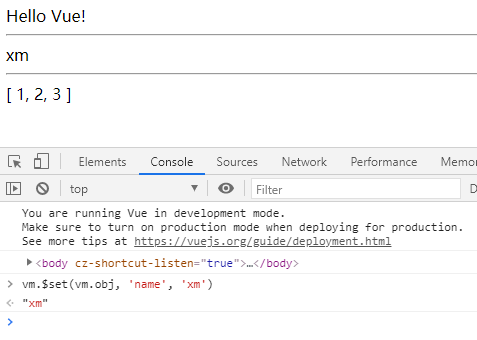 Hello Vue!
xm
[ 1, 2, 3 ]
Elements Console Sources Network Performance Memor
top Filter D
You are running Vue in development mode.
Make sure to turn on production mode when deploying for production.
See more tips at https://vuejs.org/guide/deployment.html
<body cz-shortcut-listen="true">…</body>
vm.$set(vm.obj, 'name', 'xm')
"xm"